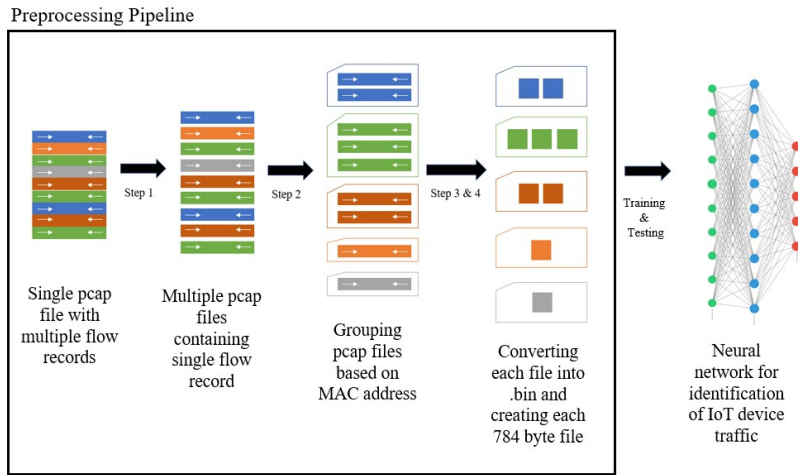 Preprocessing Pipeline
Step 1
Step 2
Step 3 & 4
Training
&
Testing
Single pcap
file with
multiple flow
records
Multiple pcap
files
containing
single flow
record
Grouping
pcap files
based on
MAC address
Converting
each file into
.bin and
creating each
784 byte file
Neural
network for
identification
of IoT device
traffic